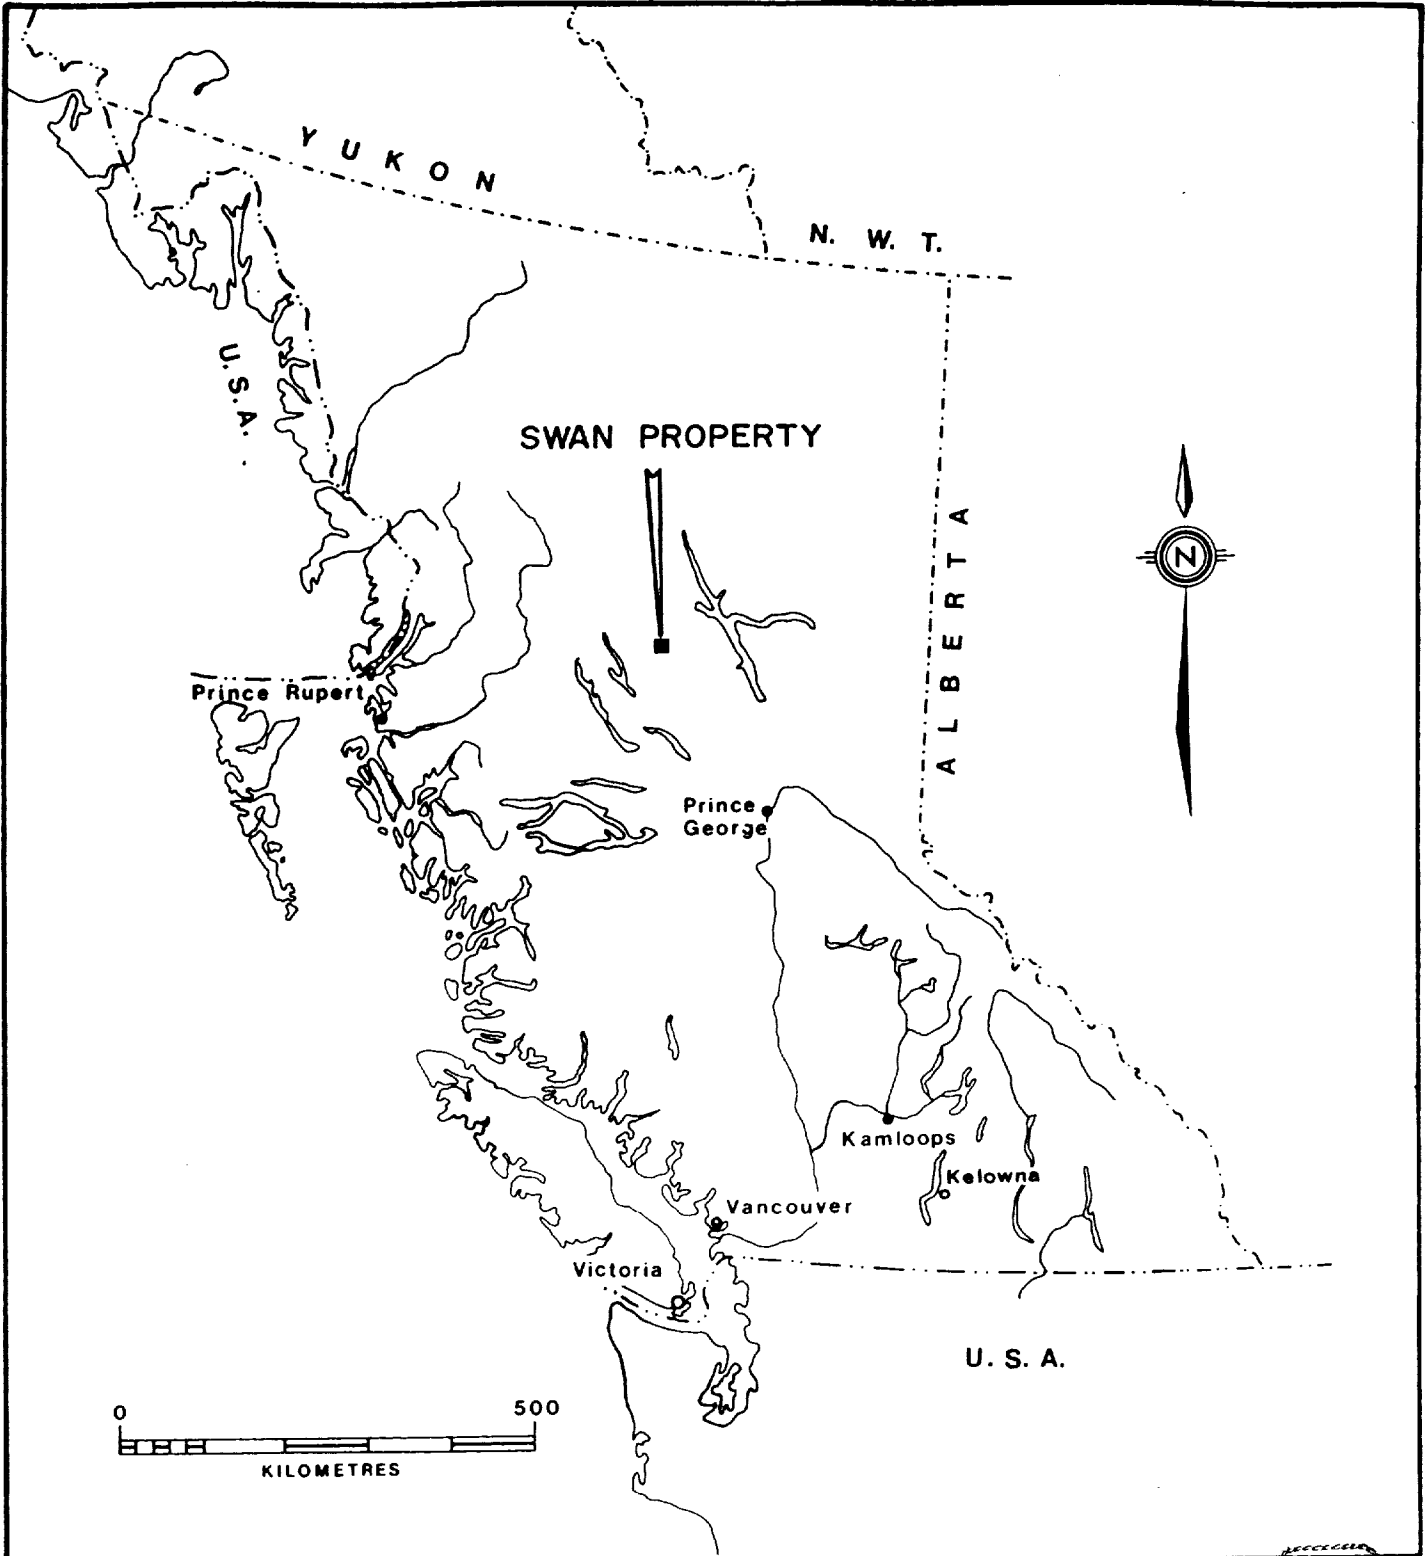 YUKON
N. W. T.
U.S.A.
SWAN PROPERTY
ALBERTA
N
Prince Rupert
Prince
George
Kamloops
Kelowna
Vancouver
Victoria
U. S. A.
0 500
KILOMETRES